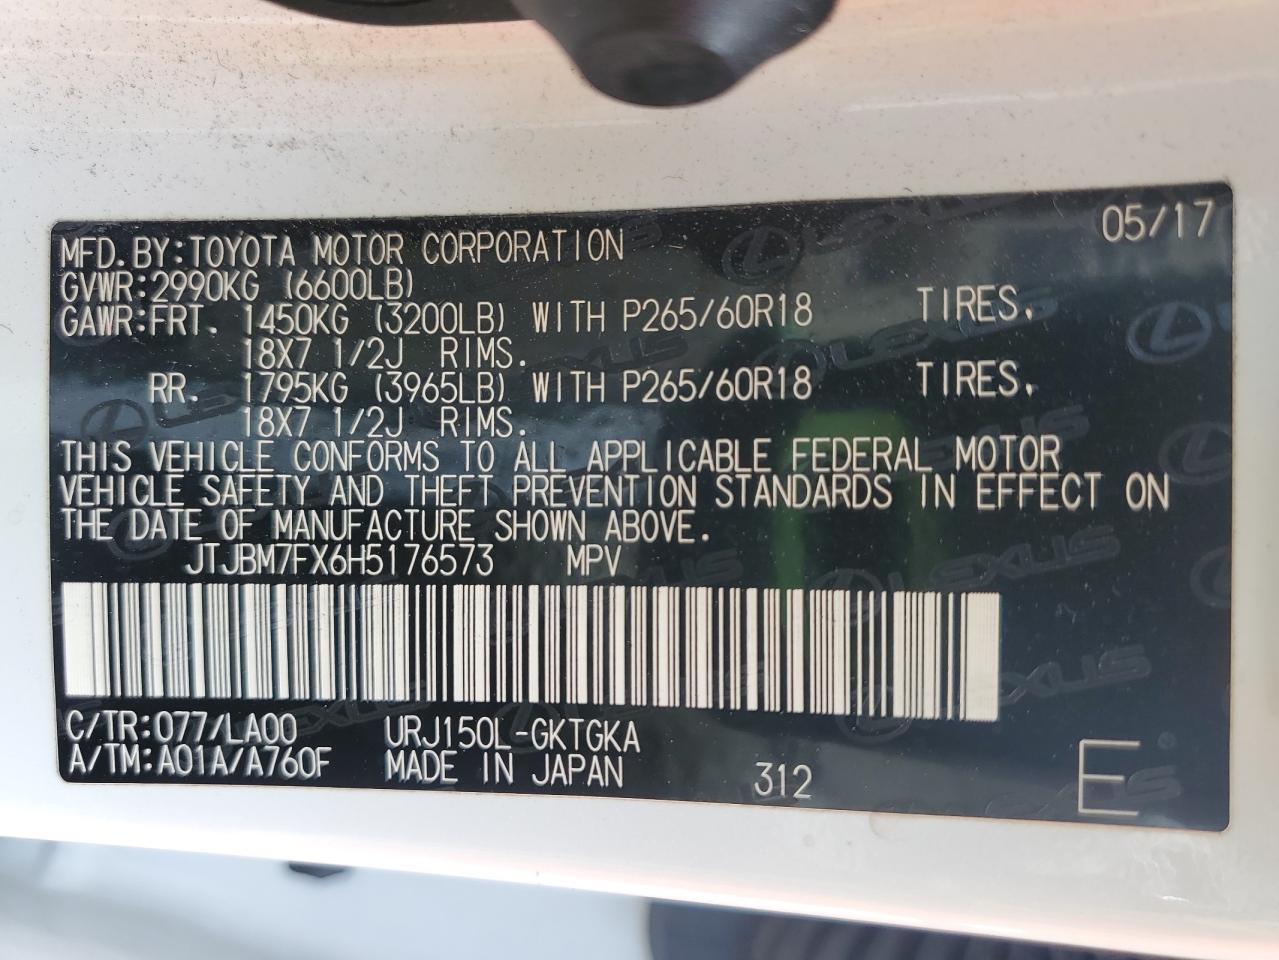 05/17
MFD.BY:TOYOTA MOTOR CORPORATION
GVWR:2990KG (6600LB)
GAWR:FRT. 1450KG (3200LB) WITH P265/60R18 TIRES,
18X7 1/2J RIMS.
RR. 1795KG (3965LB) WITH P265/60R18 TIRES,
18X7 1/2J RIMS.
THIS VEHICLE CONFORMS TO ALL APPLICABLE FEDERAL MOTOR
VEHICLE SAFETY AND THEFT PREVENTION STANDARDS IN EFFECT ON
THE DATE OF MANUFACTURE SHOWN ABOVE.
JTJBM7FX6H5176573 MPV
C/TR:077/LA00 URJ150L-GKTGKA
A/TM:A01A/A760F MADE IN JAPAN 312 E
LEXUS